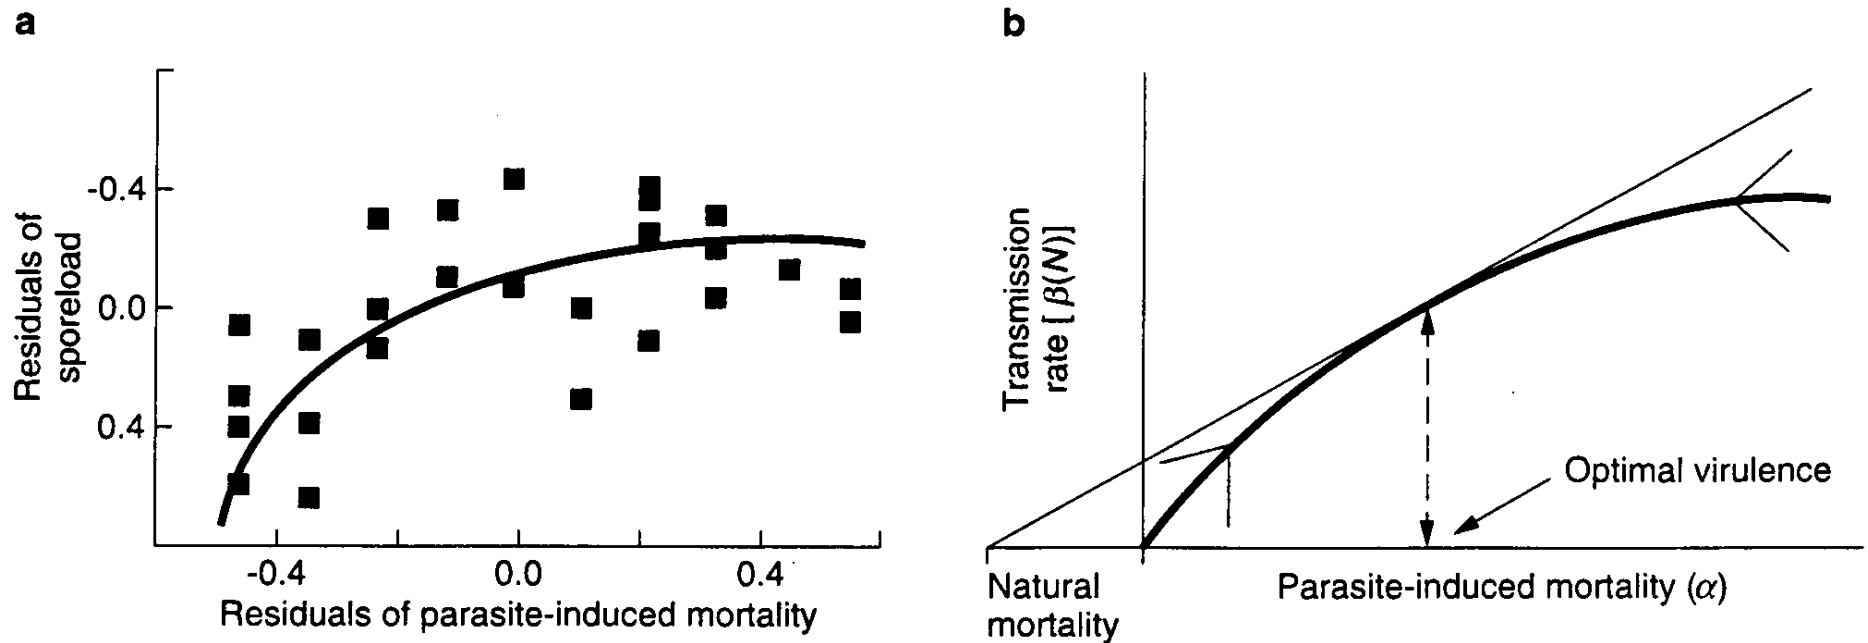 a
Residuals of
sporeload
-0.4
0.0
0.4
-0.4
0.0
0.4
Residuals of parasite-induced mortality
b
Transmission
rate [β(N)]
Optimal virulence
Natural
mortality
Parasite-induced mortality (α)